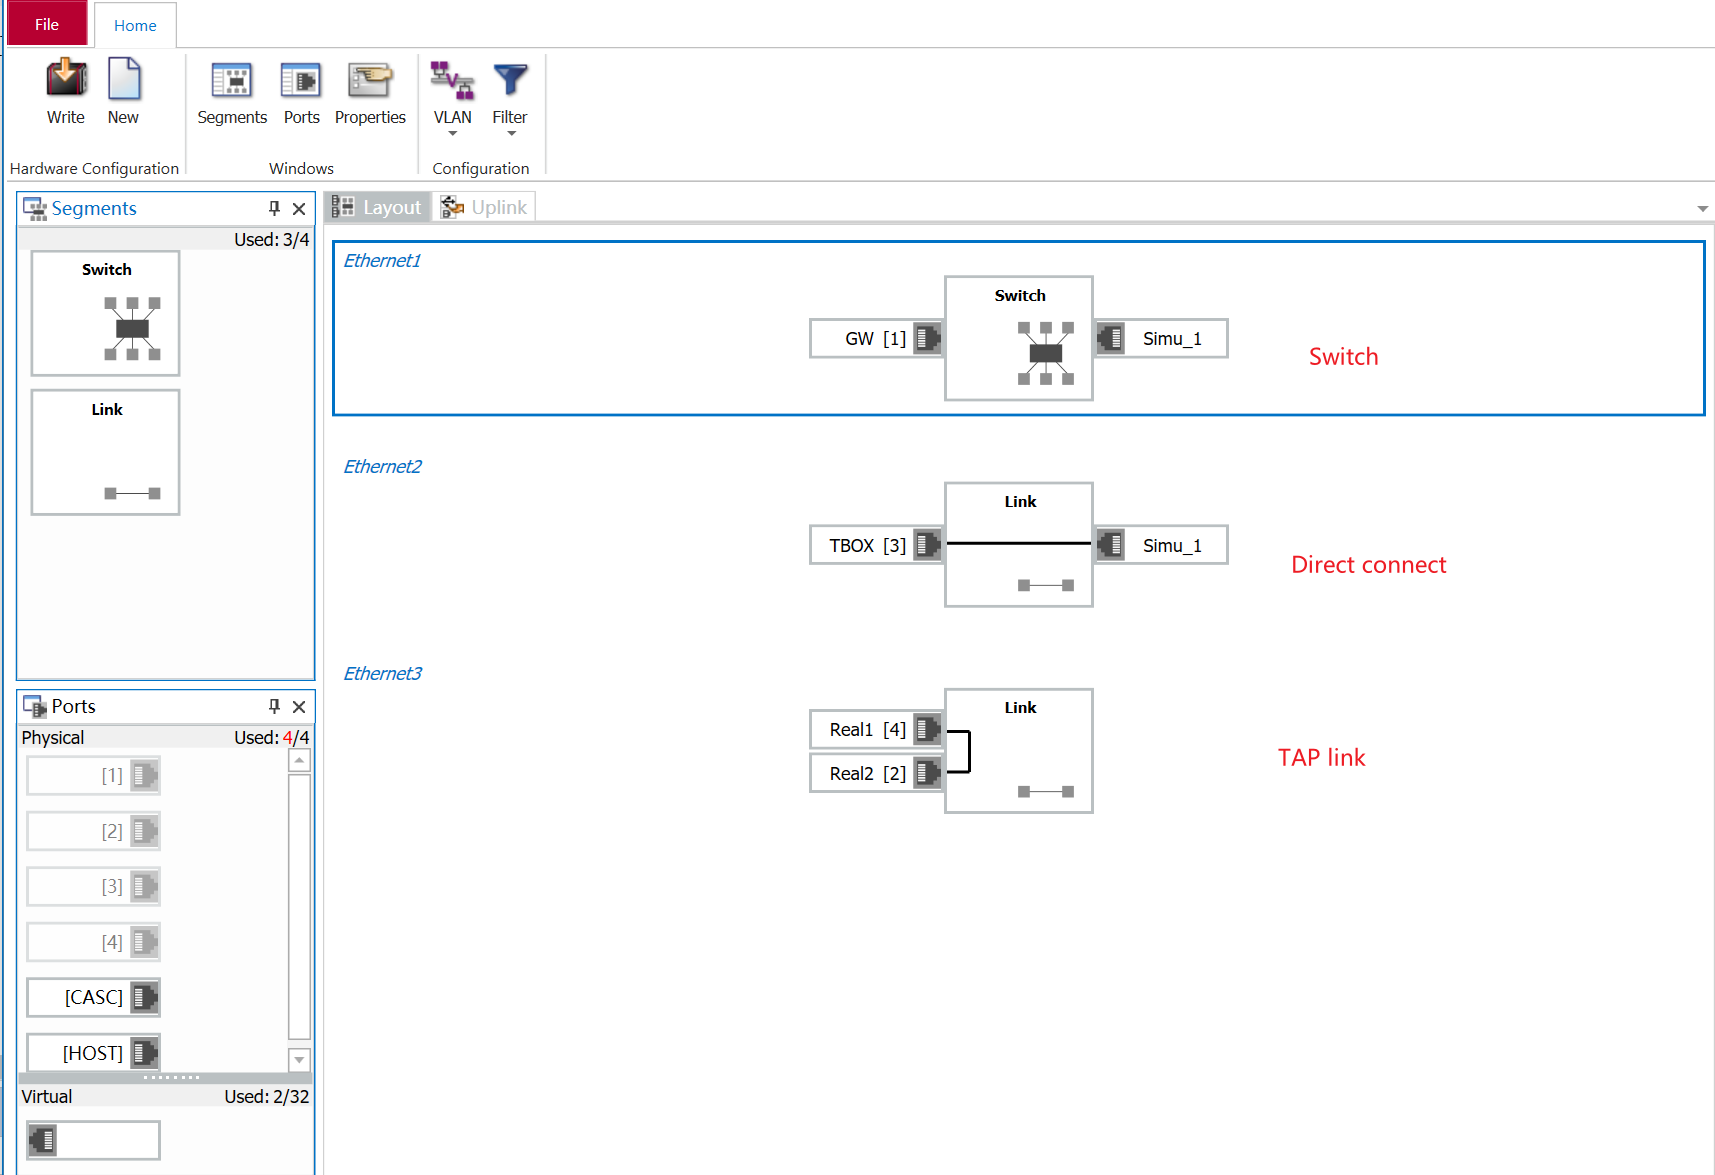 File
Home
Write
New
Segments
Ports
Properties
VLAN
Filter
Hardware Configuration
Windows
Configuration
Segments
Used: 3/4
Switch
Link
Ports
Physical
Used: 4/4
[1]
[2]
[3]
[4]
[CASC]
[HOST]
Virtual
Used: 2/32
Layout
Uplink
Ethernet1
Switch
GW [1]
Simu_1
Switch
Ethernet2
Link
TBOX [3]
Simu_1
Direct connect
Ethernet3
Link
Real1 [4]
Real2 [2]
TAP link